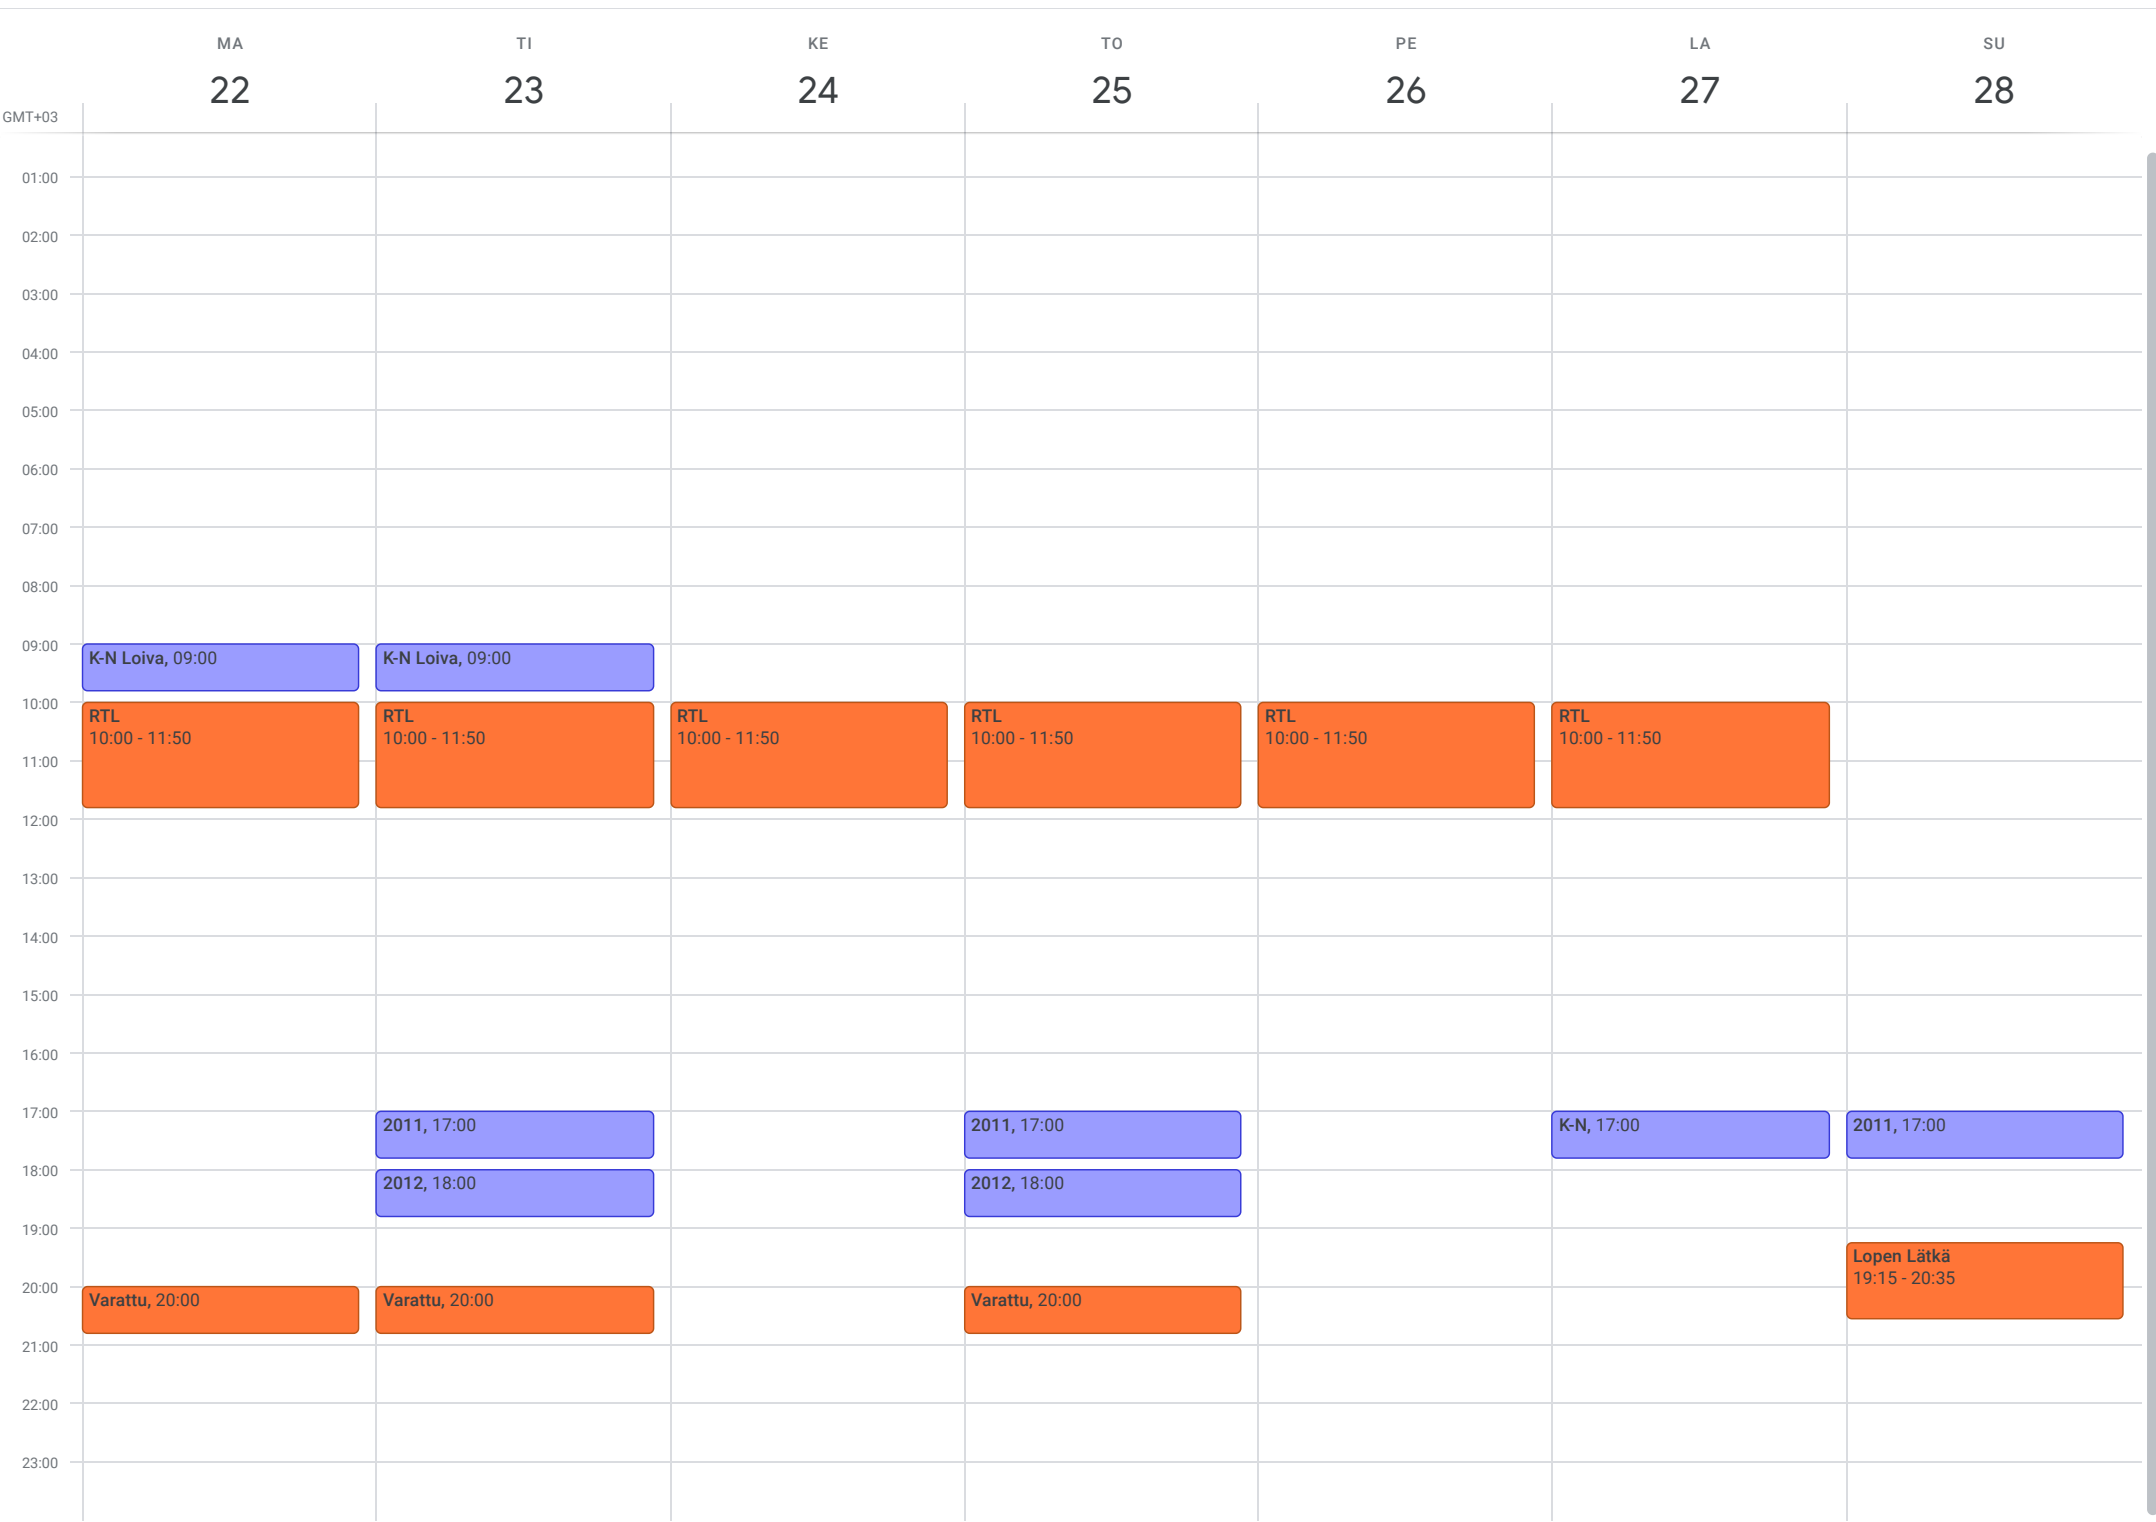 MA
TI
KE
TO
PE
LA
SU
22
23
24
25
26
27
28
GMT+03
01:00
02:00
03:00
04:00
05:00
06:00
07:00
08:00
09:00
K-N Loiva, 09:00
K-N Loiva, 09:00
10:00
RTL
10:00 - 11:50
RTL
10:00 - 11:50
RTL
10:00 - 11:50
RTL
10:00 - 11:50
RTL
10:00 - 11:50
RTL
10:00 - 11:50
11:00
12:00
13:00
14:00
15:00
16:00
17:00
2011, 17:00
2011, 17:00
K-N, 17:00
2011, 17:00
18:00
2012, 18:00
2012, 18:00
19:00
Lopen Lätkä
19:15 - 20:35
20:00
Varattu, 20:00
Varattu, 20:00
Varattu, 20:00
21:00
22:00
23:00